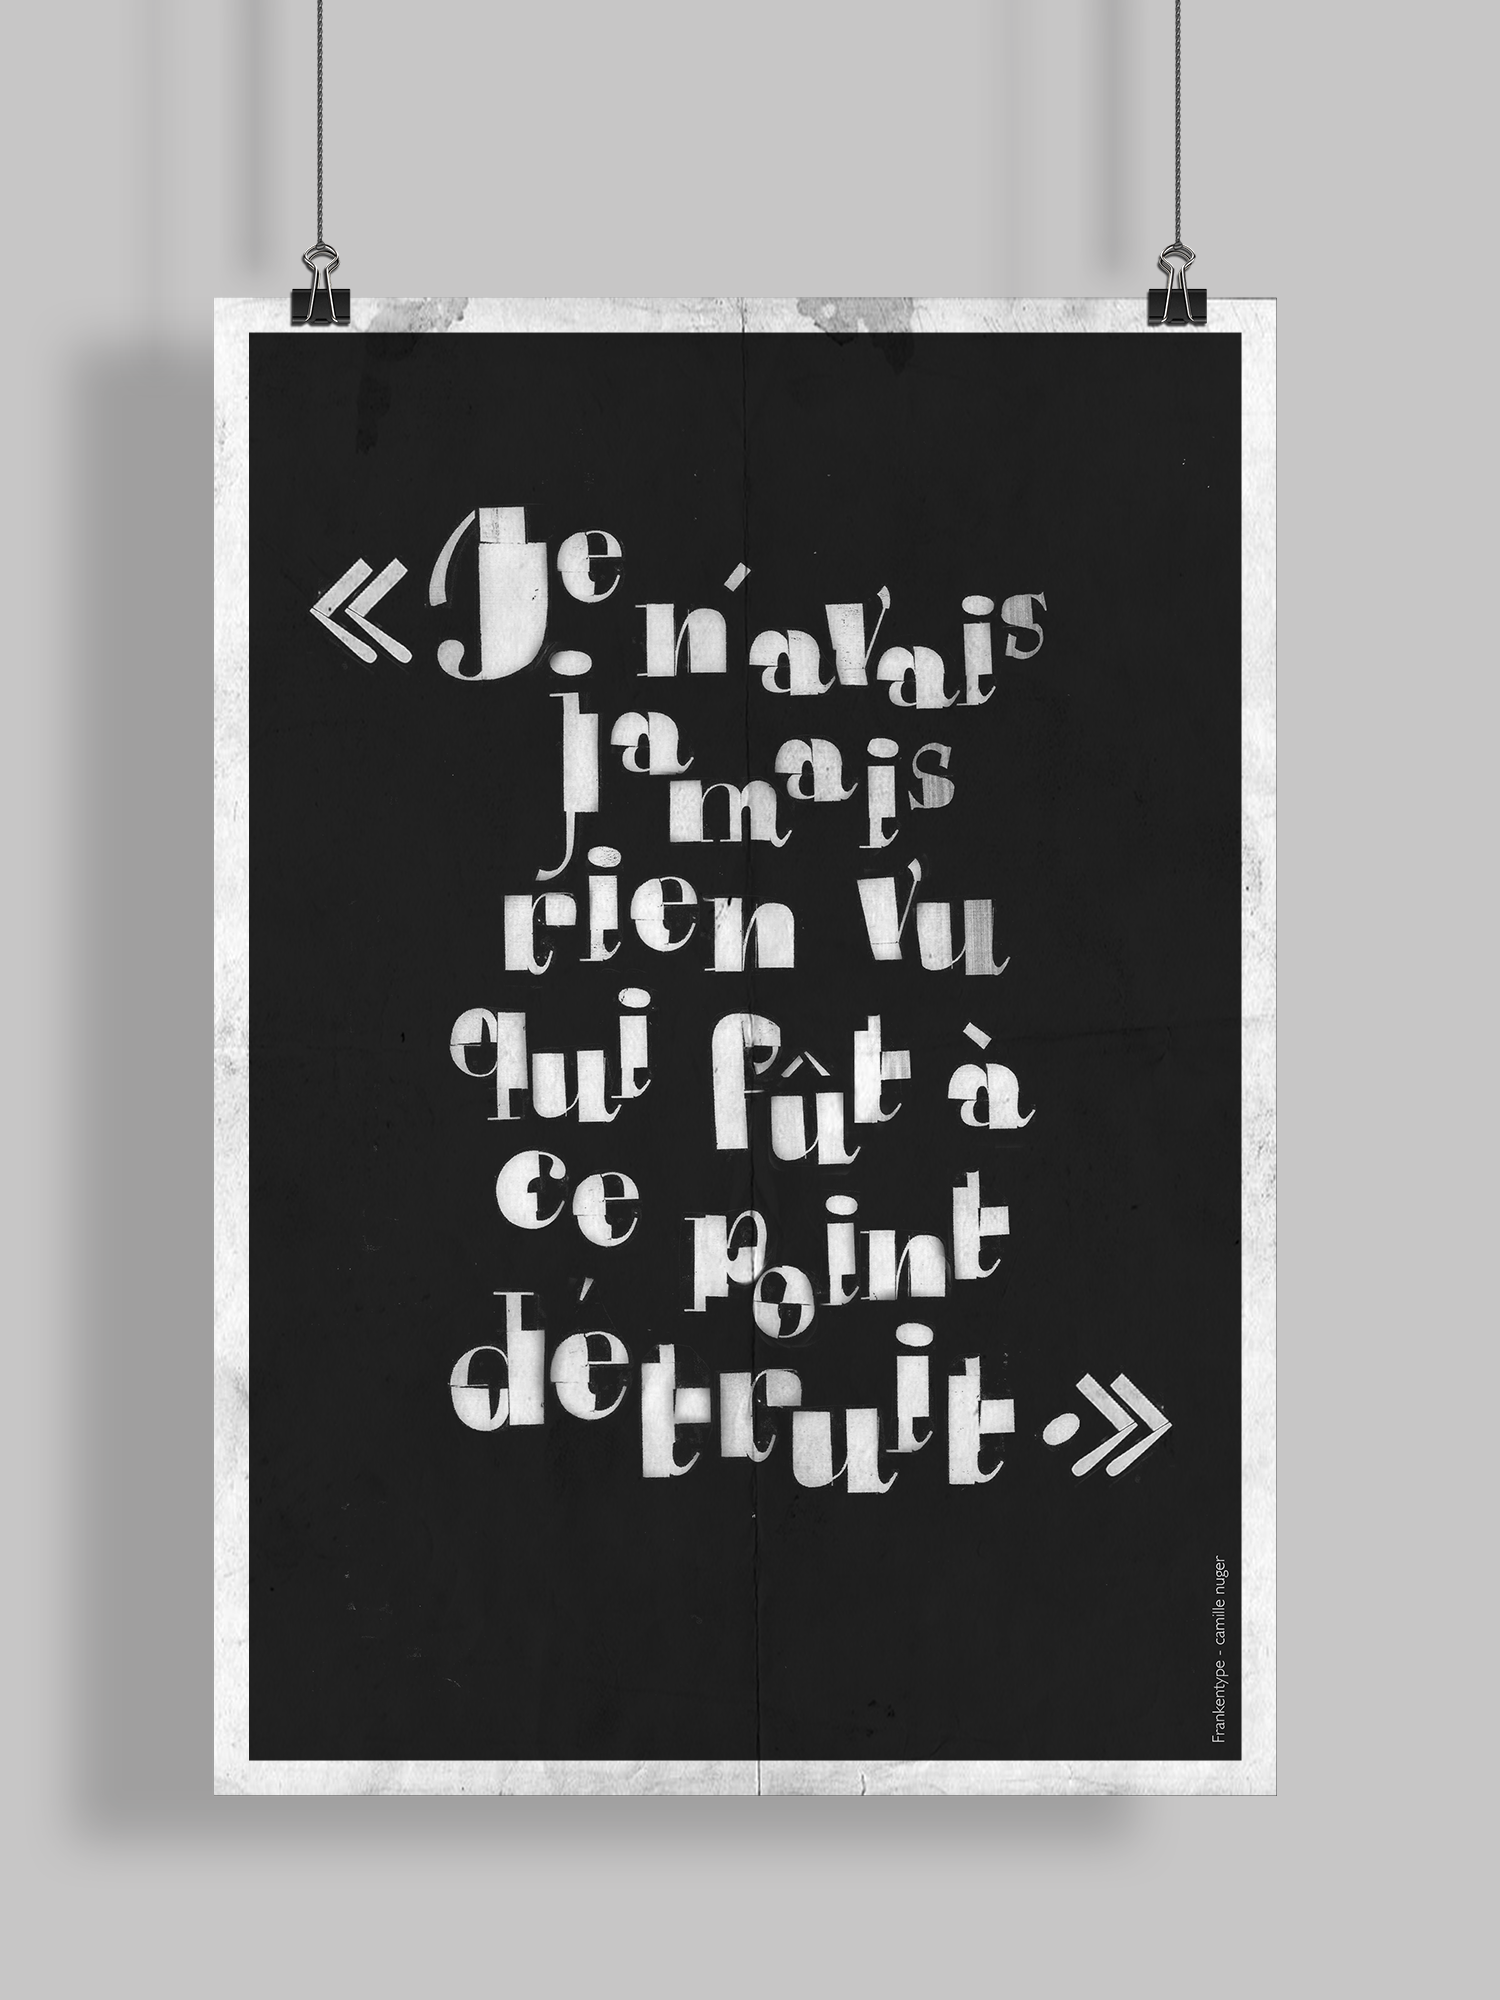 « Je n'avais
jamais
rien vu
qui fût à
ce point
détruit. »
Frankentype - camille nuger